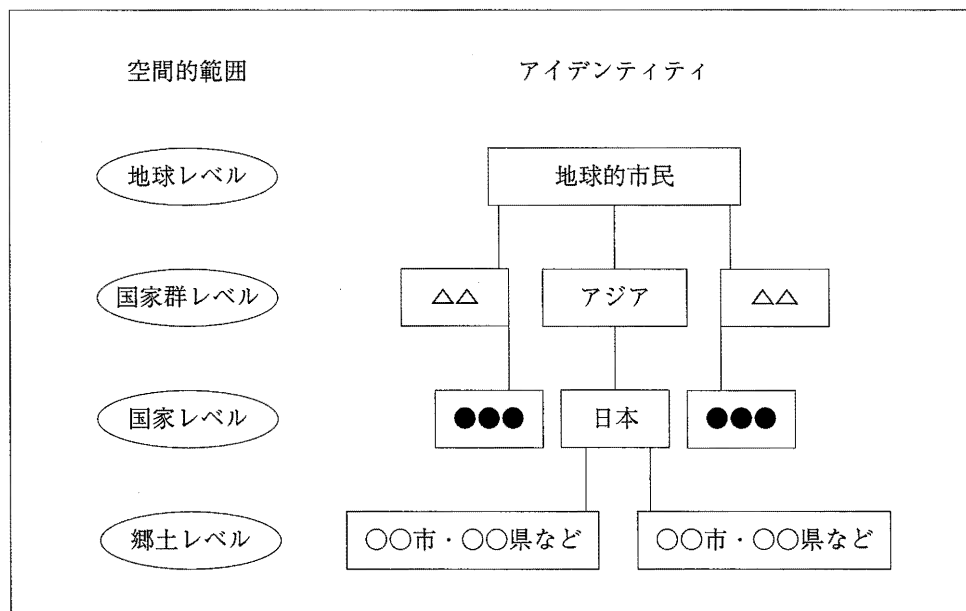 空間的範囲 アイデンティティ
地球レベル 地球的市民
国家群レベル △△ アジア △△
国家レベル ●●● 日本 ●●●
郷土レベル ○○市・○○県など ○○市・○○県など